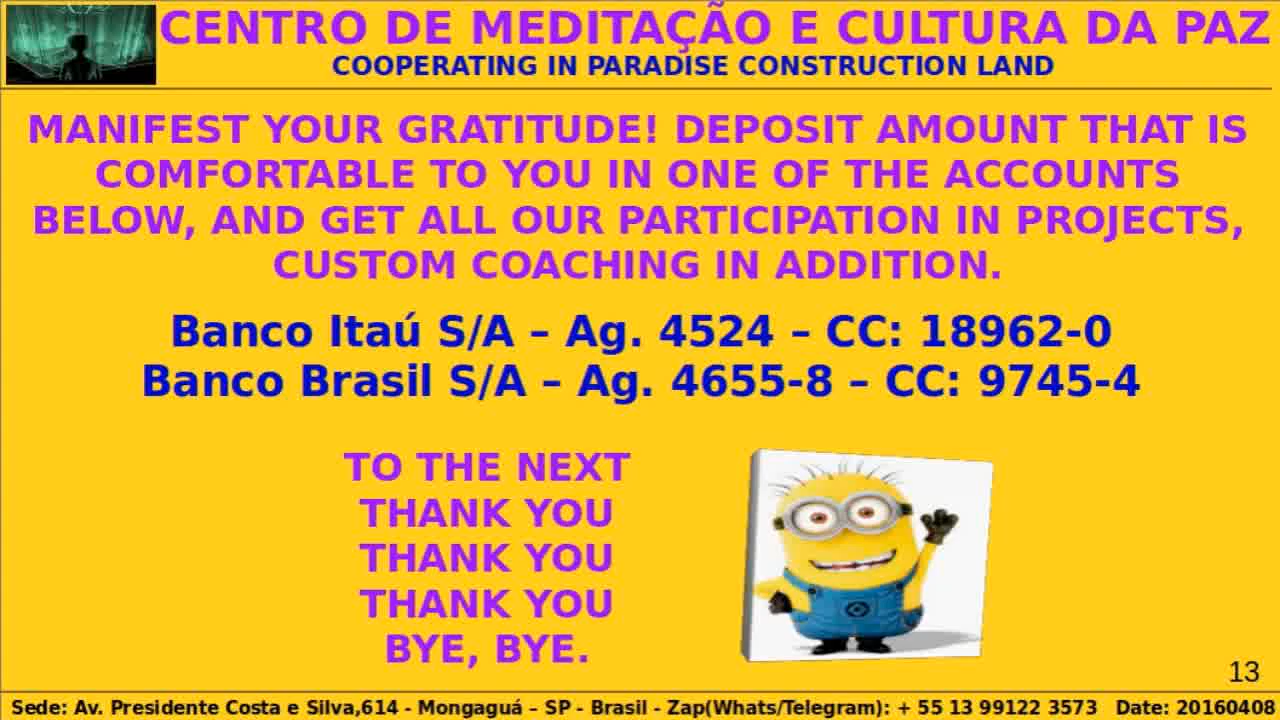 CENTRO DE MEDITAÇÃO E CULTURA DA PAZ
COOPERATING IN PARADISE CONSTRUCTION LAND
MANIFEST YOUR GRATITUDE! DEPOSIT AMOUNT THAT IS
COMFORTABLE TO YOU IN ONE OF THE ACCOUNTS
BELOW, AND GET ALL OUR PARTICIPATION IN PROJECTS,
CUSTOM COACHING IN ADDITION.
Banco Itaú S/A – Ag. 4524 – CC: 18962-0
Banco Brasil S/A – Ag. 4655-8 – CC: 9745-4
TO THE NEXT
THANK YOU
THANK YOU
THANK YOU
BYE, BYE.
13
Sede: Av. Presidente Costa e Silva,614 - Mongaguá – SP - Brasil - Zap(Whats/Telegram): + 55 13 99122 3573 Date: 20160408